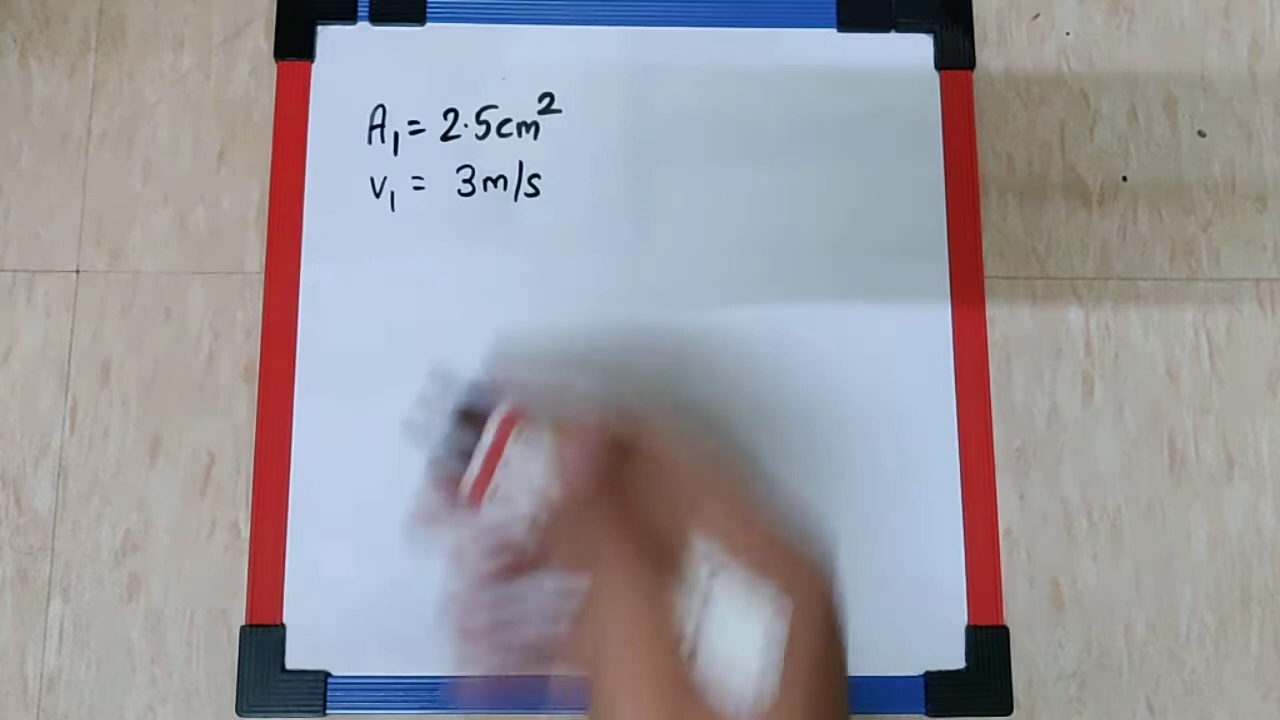 A₁ = 2.5cm²
v₁ = 3m/s